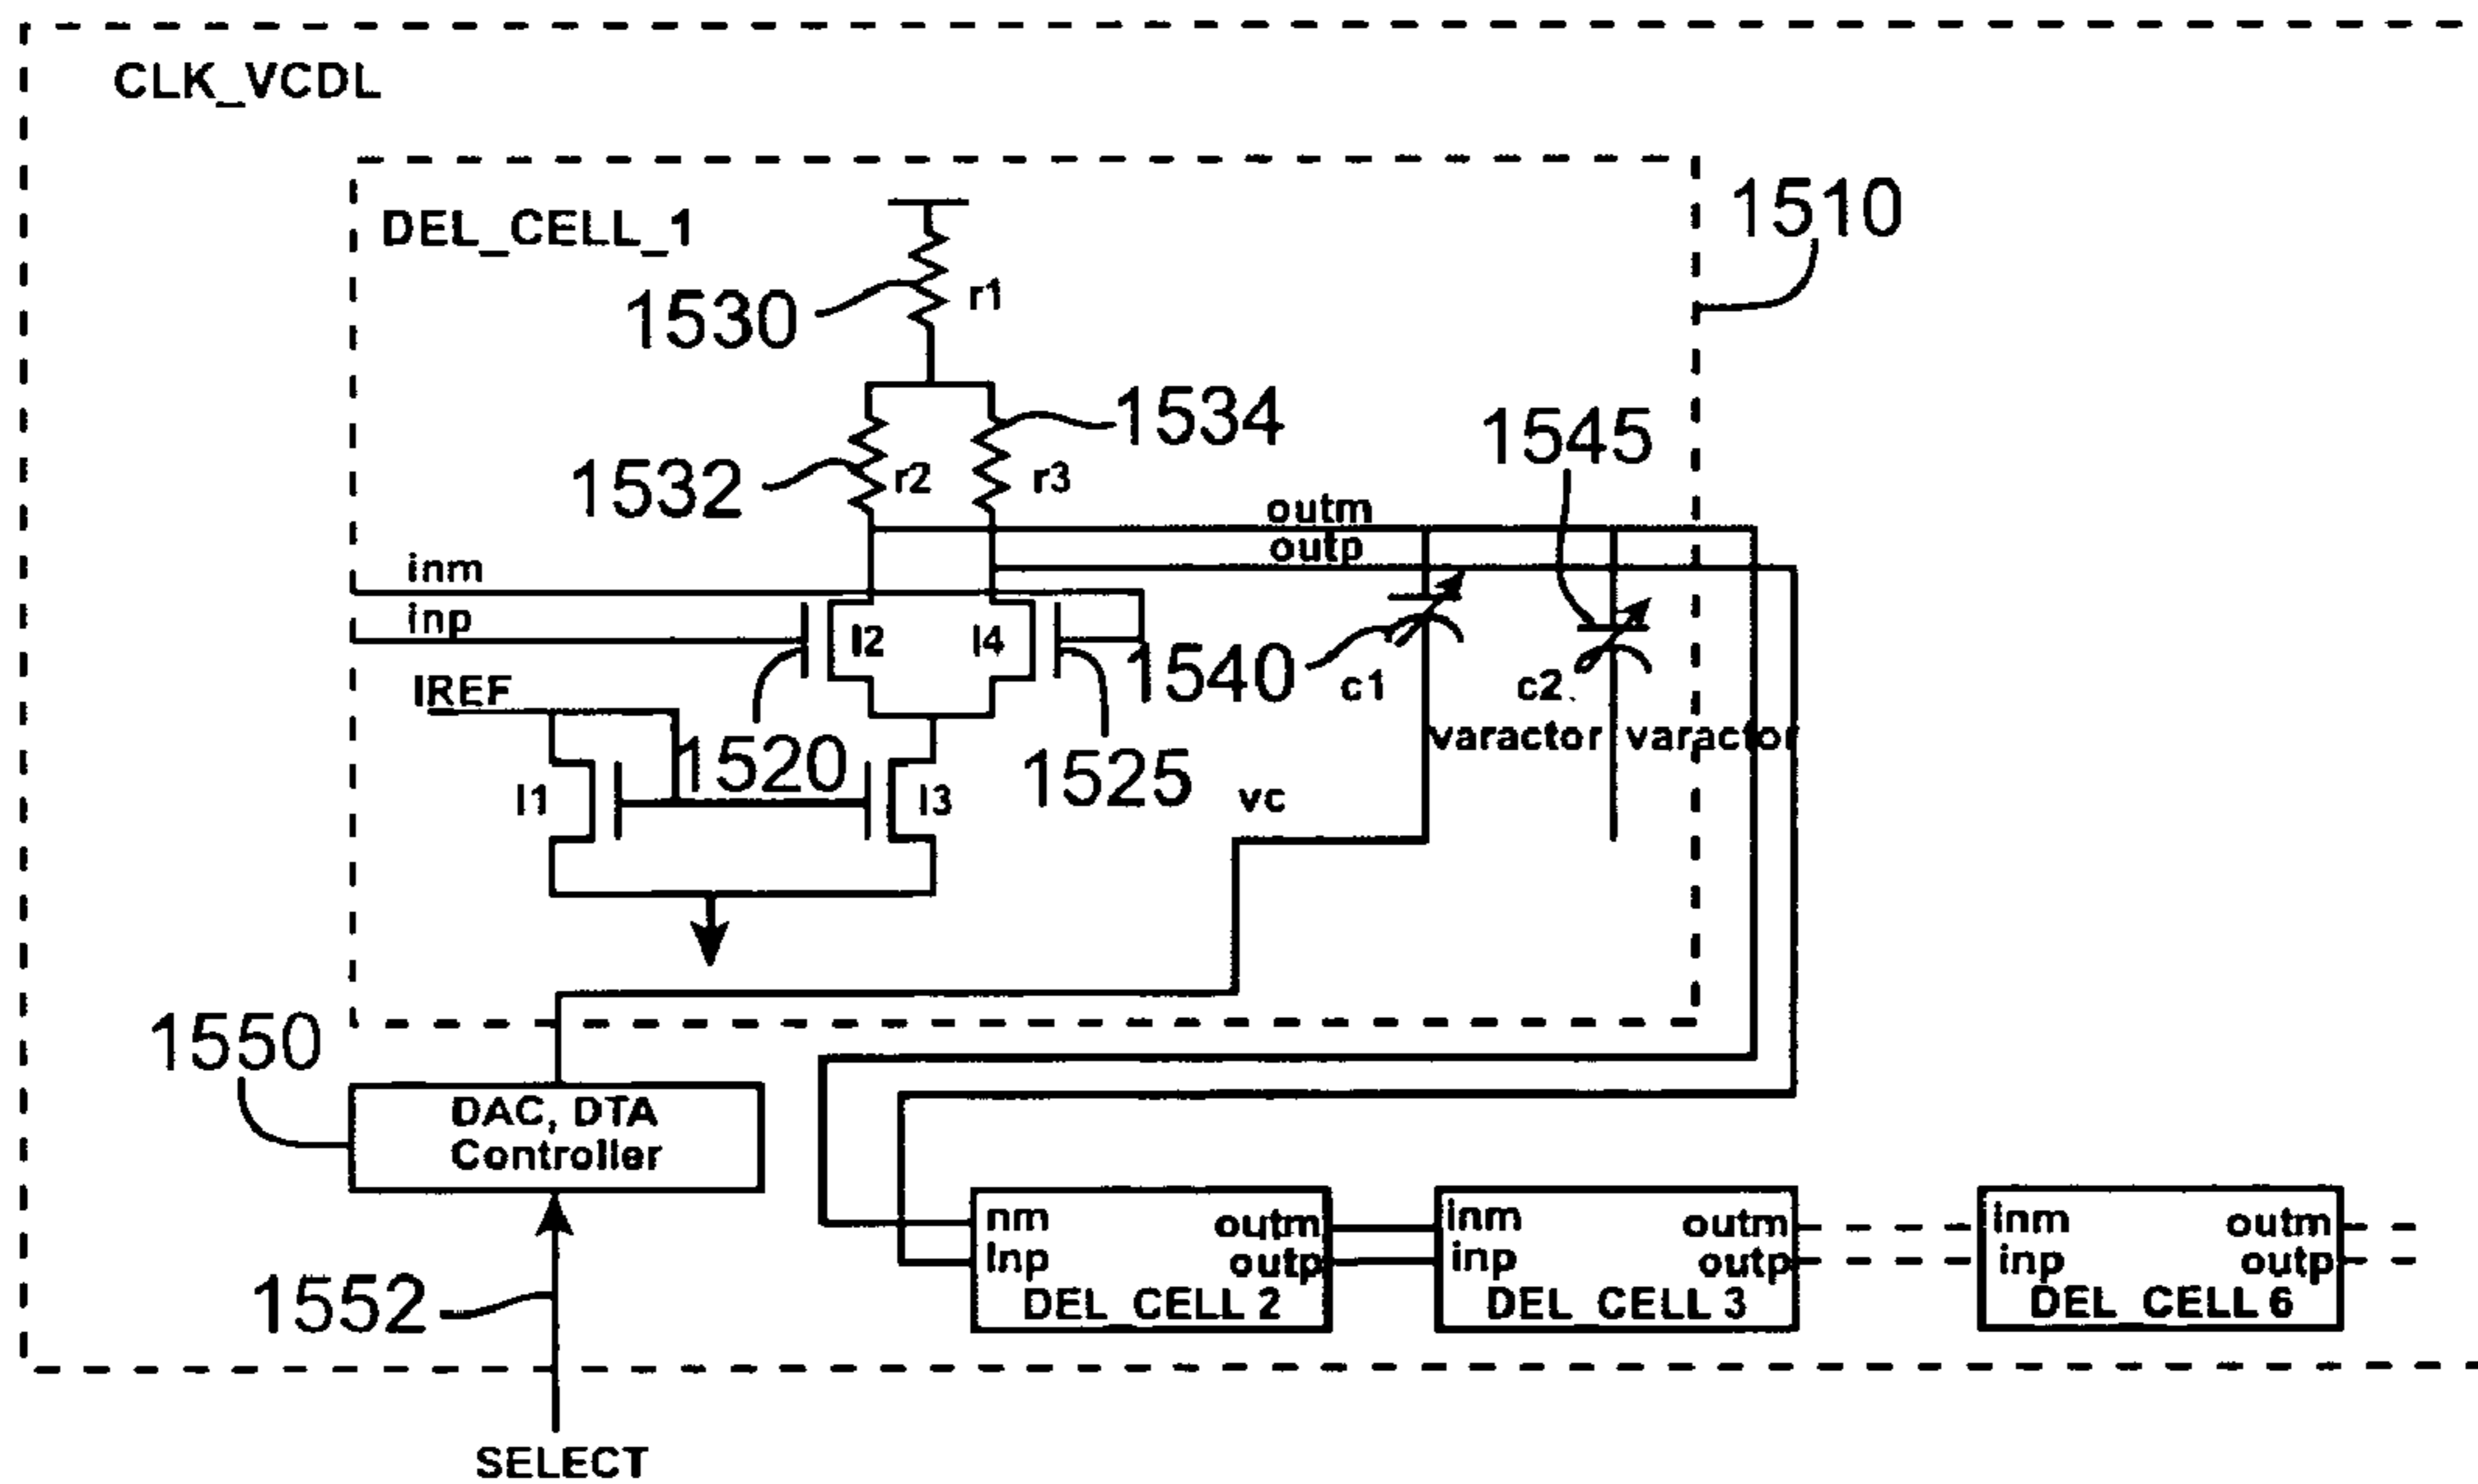 CLK_VCDL
DEL_CELL_1
1510
1530
r1
1534
1545
1532
r2
r3
outm
outp
inm
inp
I2
I4
1540
c1
c2
IREF
varactor varactor
1520
1525
I1
I3
vc
1550
DAC, DTA
Controller
nm outm
Inp outp
DEL_CELL 2
inm outm
inp outp
DEL_CELL 3
inm outm
inp outp
DEL_CELL 6
1552
SELECT